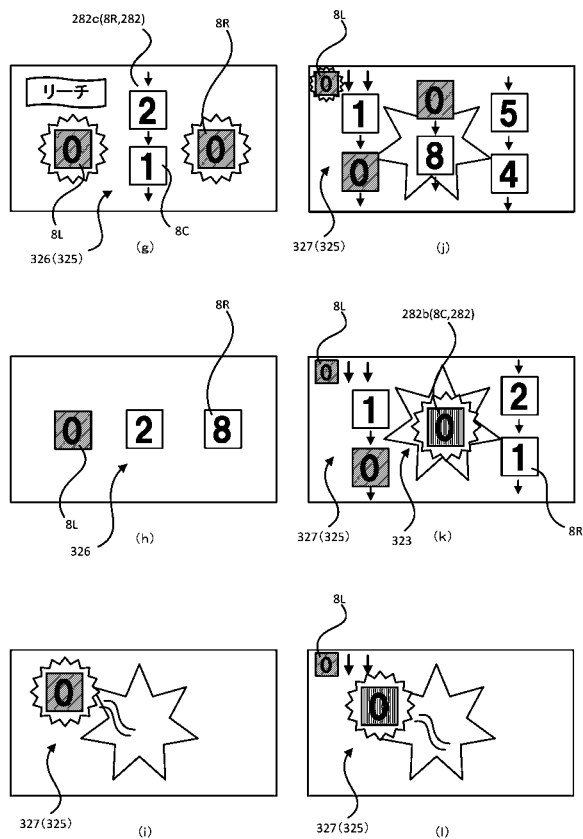 282c(8R,282)
8R
8L
リーチ
2
0
0
1
8L
8C
326(325)
(g)
0
0
1
5
8
0
4
327(325)
(j)
8R
282b(8C,282)
8L
0
2
8
8L
326
(h)
0
1
2
0
0
1
327(325)
323
8R
(k)
8L
0
327(325)
(i)
0
0
327(325)
(l)